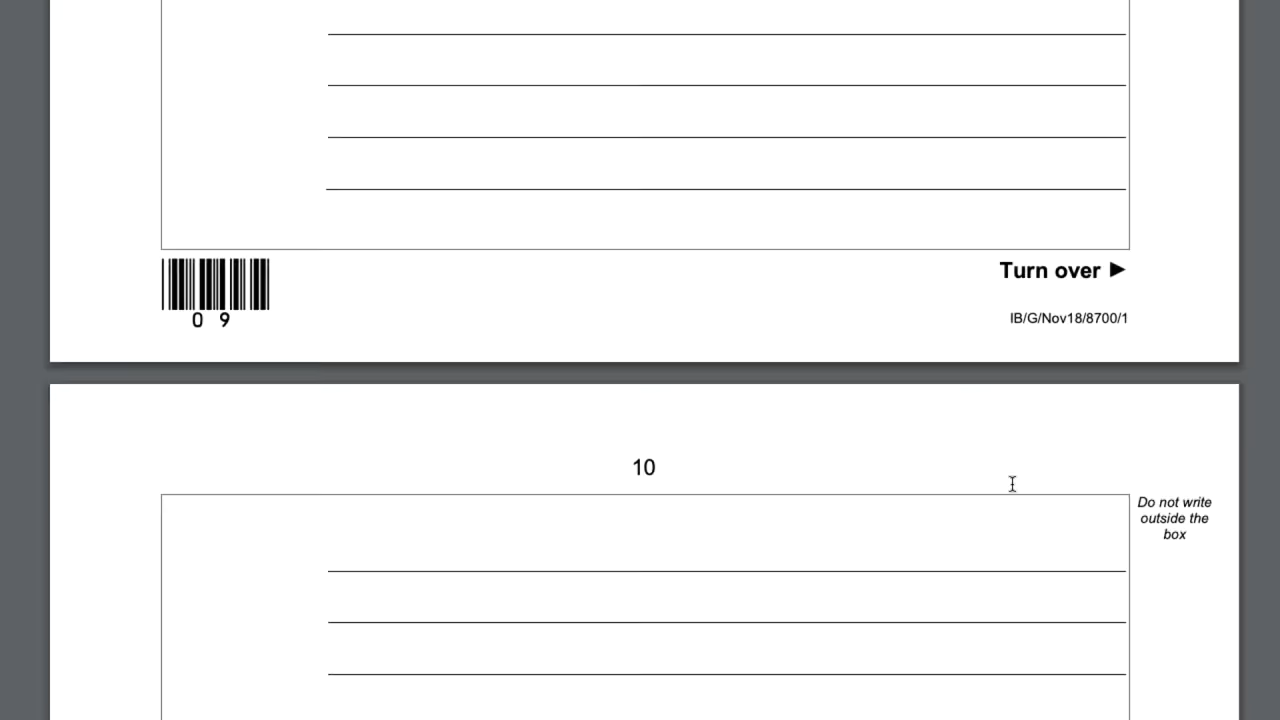 Turn over ►
0 9
IB/G/Nov18/8700/1
10
Do not write
outside the
box